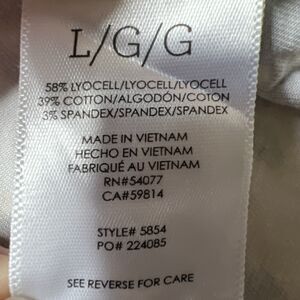 L/G/G
58% LYOCELL/LYOCELL/LYOCELL
39% COTTON/ALGODÓN/COTON
3% SPANDEX/SPANDEX/SPANDEX
MADE IN VIETNAM
HECHO EN VIETNAM
FABRIQUÉ AU VIETNAM
RN#54077
CA#59814
STYLE# 5854
PO# 224085
SEE REVERSE FOR CARE